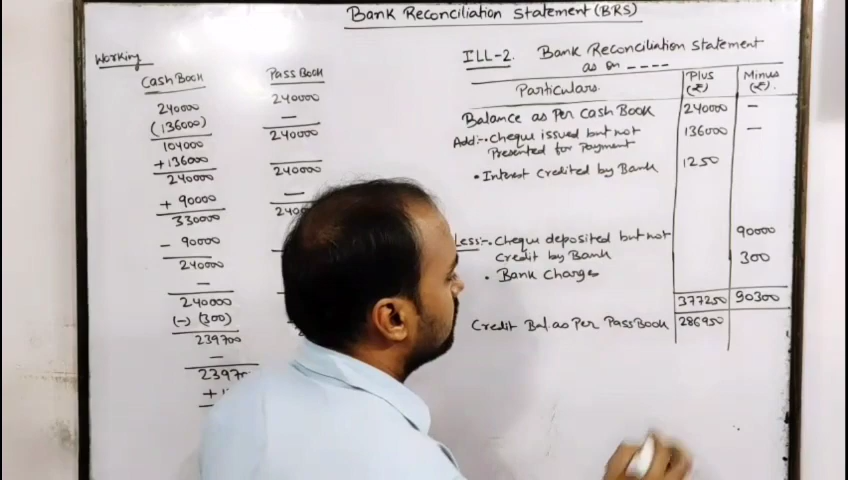 Bank Reconciliation Statement (BRS)
Working
Cash Book
240000
(136000)
104000
+136000
240000
+ 90000
330000
- 90000
240000
-
240000
(-) (300)
239700
-
Pass Book
240000
-
240000
240000
-
ILL-2. Bank Reconciliation Statement
as on ----
Particulars. Plus (₹) Minus (₹).
Balance as Per Cash Book 240000 -
Add:-. Cheque issued but not 136000 -
Presented for Payment
• Interest Credited by Bank 1250
Less:-. Cheque deposited but not 90000
Credit by Bank 300
• Bank Charges
377250 90300
Credit Bal. as Per Pass Book 286950